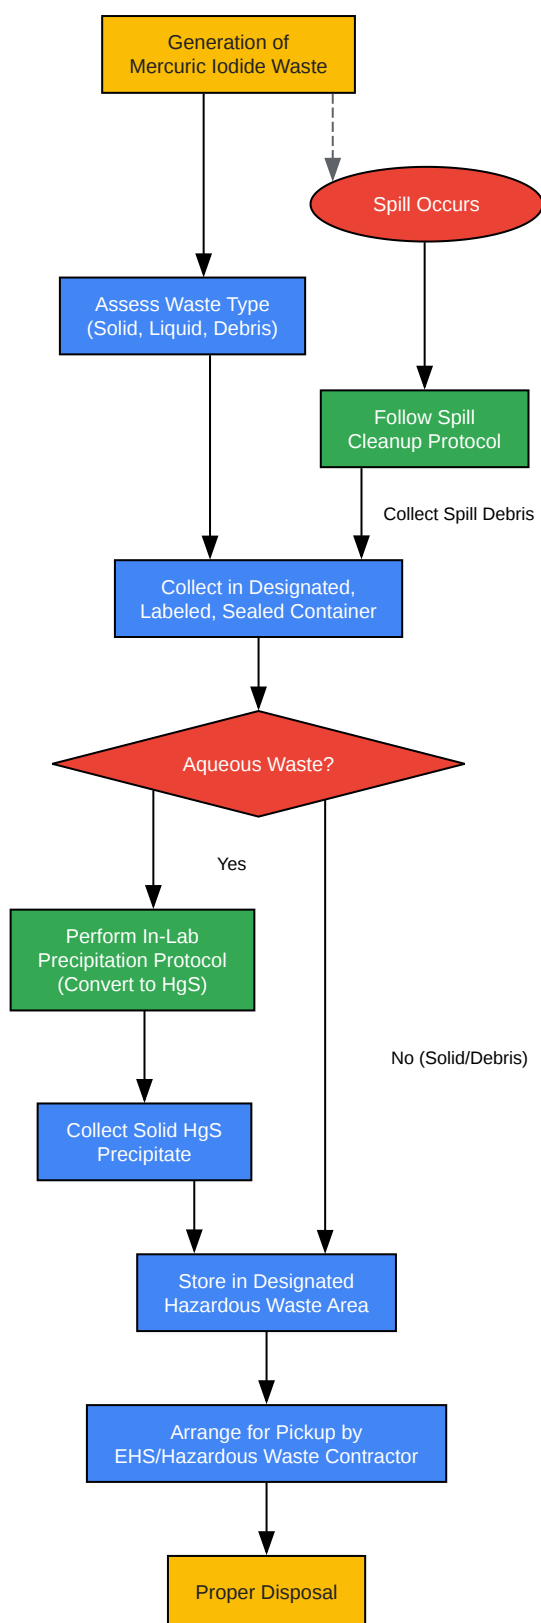 Generation of
Mercuric Iodide Waste
Spill Occurs
Assess Waste Type
(Solid, Liquid, Debris)
Follow Spill
Cleanup Protocol
Collect Spill Debris
Collect in Designated,
Labeled, Sealed Container
Aqueous Waste?
Yes
Perform In-Lab
Precipitation Protocol
(Convert to HgS)
No (Solid/Debris)
Collect Solid HgS
Precipitate
Store in Designated
Hazardous Waste Area
Arrange for Pickup by
EHS/Hazardous Waste Contractor
Proper Disposal